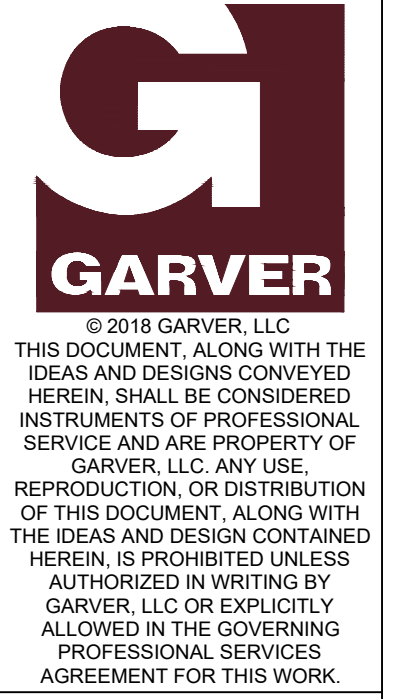 GARVER
© 2018 GARVER, LLC
THIS DOCUMENT, ALONG WITH THE
IDEAS AND DESIGNS CONVEYED
HEREIN, SHALL BE CONSIDERED
INSTRUMENTS OF PROFESSIONAL
SERVICE AND ARE PROPERTY OF
GARVER, LLC. ANY USE,
REPRODUCTION, OR DISTRIBUTION
OF THIS DOCUMENT, ALONG WITH
THE IDEAS AND DESIGN CONTAINED
HEREIN, IS PROHIBITED UNLESS
AUTHORIZED IN WRITING BY
GARVER, LLC OR EXPLICITLY
ALLOWED IN THE GOVERNING
PROFESSIONAL SERVICES
AGREEMENT FOR THIS WORK.